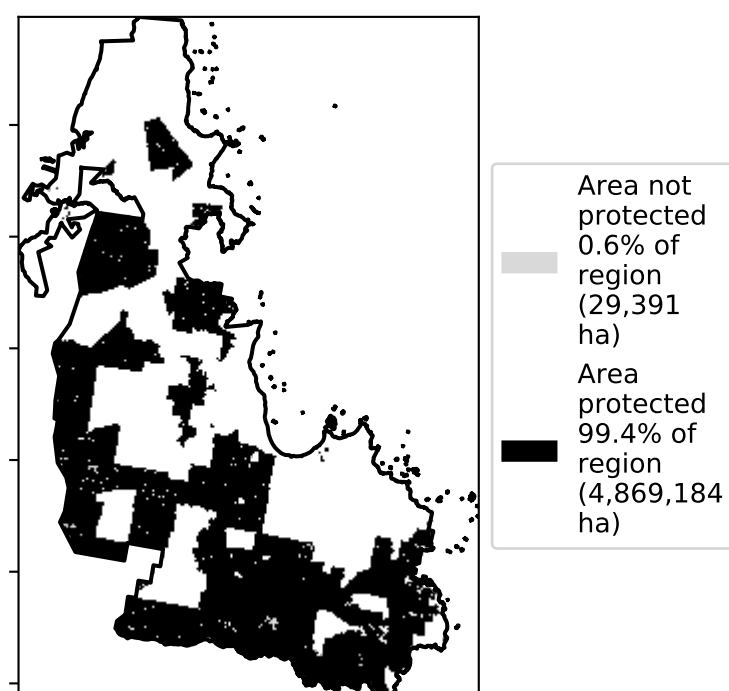 Area not
protected
0.6% of
region
(29,391
ha)
Area
protected
99.4% of
region
(4,869,184
ha)